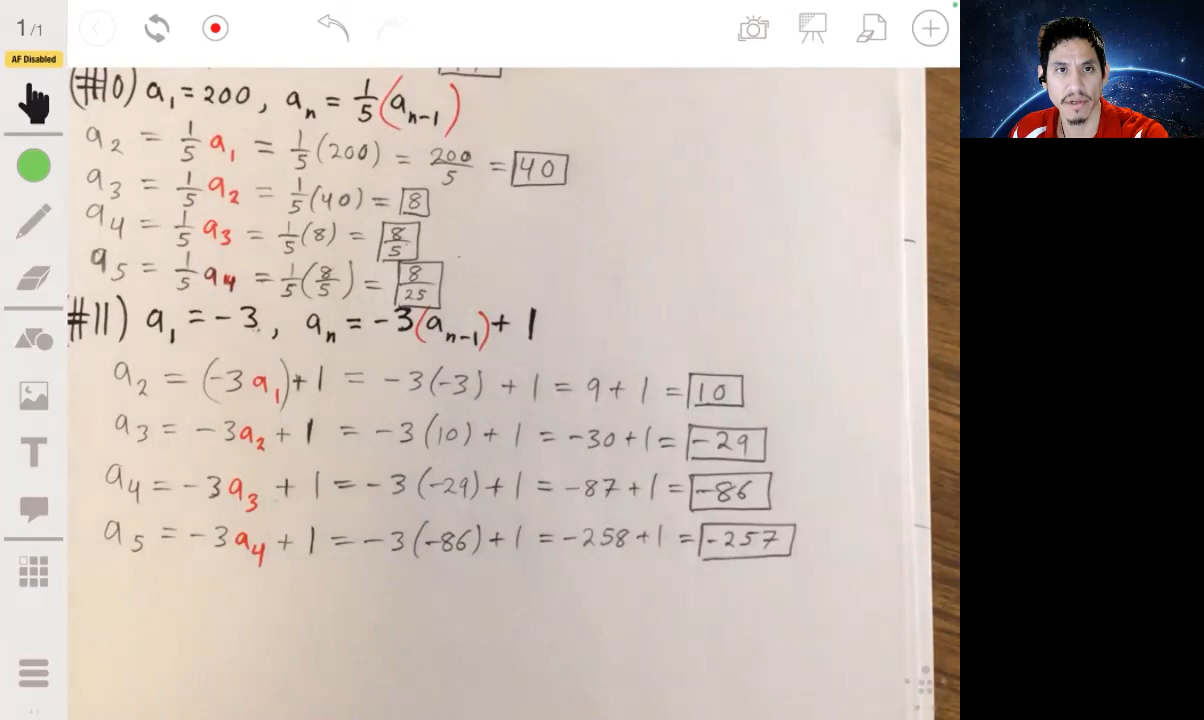 1/1
AF Disabled
(#10) a₁ = 200, aₙ = 1/5 (aₙ₋₁)
a₂ = 1/5 a₁ = 1/5 (200) = 200/5 = 40
a₃ = 1/5 a₂ = 1/5 (40) = 8
a₄ = 1/5 a₃ = 1/5 (8) = 8/5
a₅ = 1/5 a₄ = 1/5 (8/5) = 8/25
#11) a₁ = -3, aₙ = -3(aₙ₋₁) + 1
a₂ = (-3a₁) + 1 = -3(-3) + 1 = 9 + 1 = 10
a₃ = -3a₂ + 1 = -3(10) + 1 = -30 + 1 = -29
a₄ = -3a₃ + 1 = -3(-29) + 1 = -87 + 1 = -86
a₅ = -3a₄ + 1 = -3(-86) + 1 = -258 + 1 = -257
T